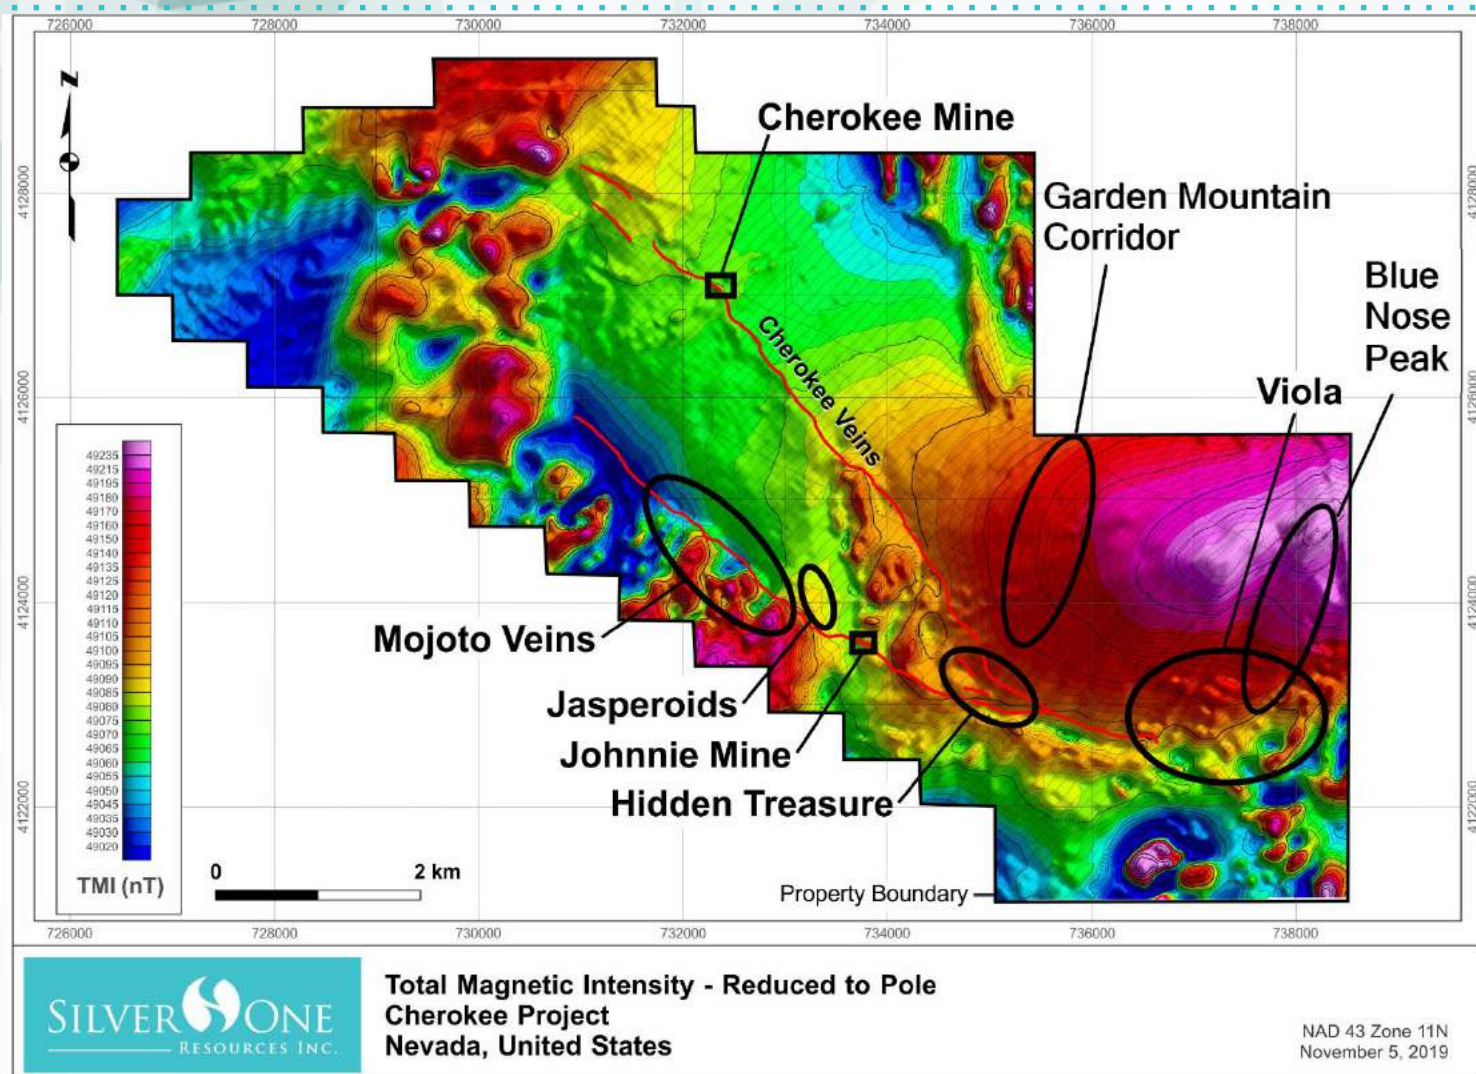 726000 728000 730000 732000 734000 736000 738000
N
Cherokee Mine
Garden Mountain
Corridor
Blue
Nose
Peak
Viola
Cherokee Veins
4128000
4126000
4124000
4122000
4128000
4126000
4124000
4122000
49235
49215
49195
49180
49170
49160
49150
49140
49135
49125
49120
49115
49110
49105
49100
49095
49090
49085
49075
49070
49065
49060
49055
49050
49045
49035
49030
49020
TMI (nT)
Mojoto Veins
Jasperoids
Johnnie Mine
Hidden Treasure
0 2 km
Property Boundary
726000 728000 730000 732000 734000 736000 738000
SILVER ONE
RESOURCES INC.
Total Magnetic Intensity - Reduced to Pole
Cherokee Project
Nevada, United States
NAD 43 Zone 11N
November 5, 2019